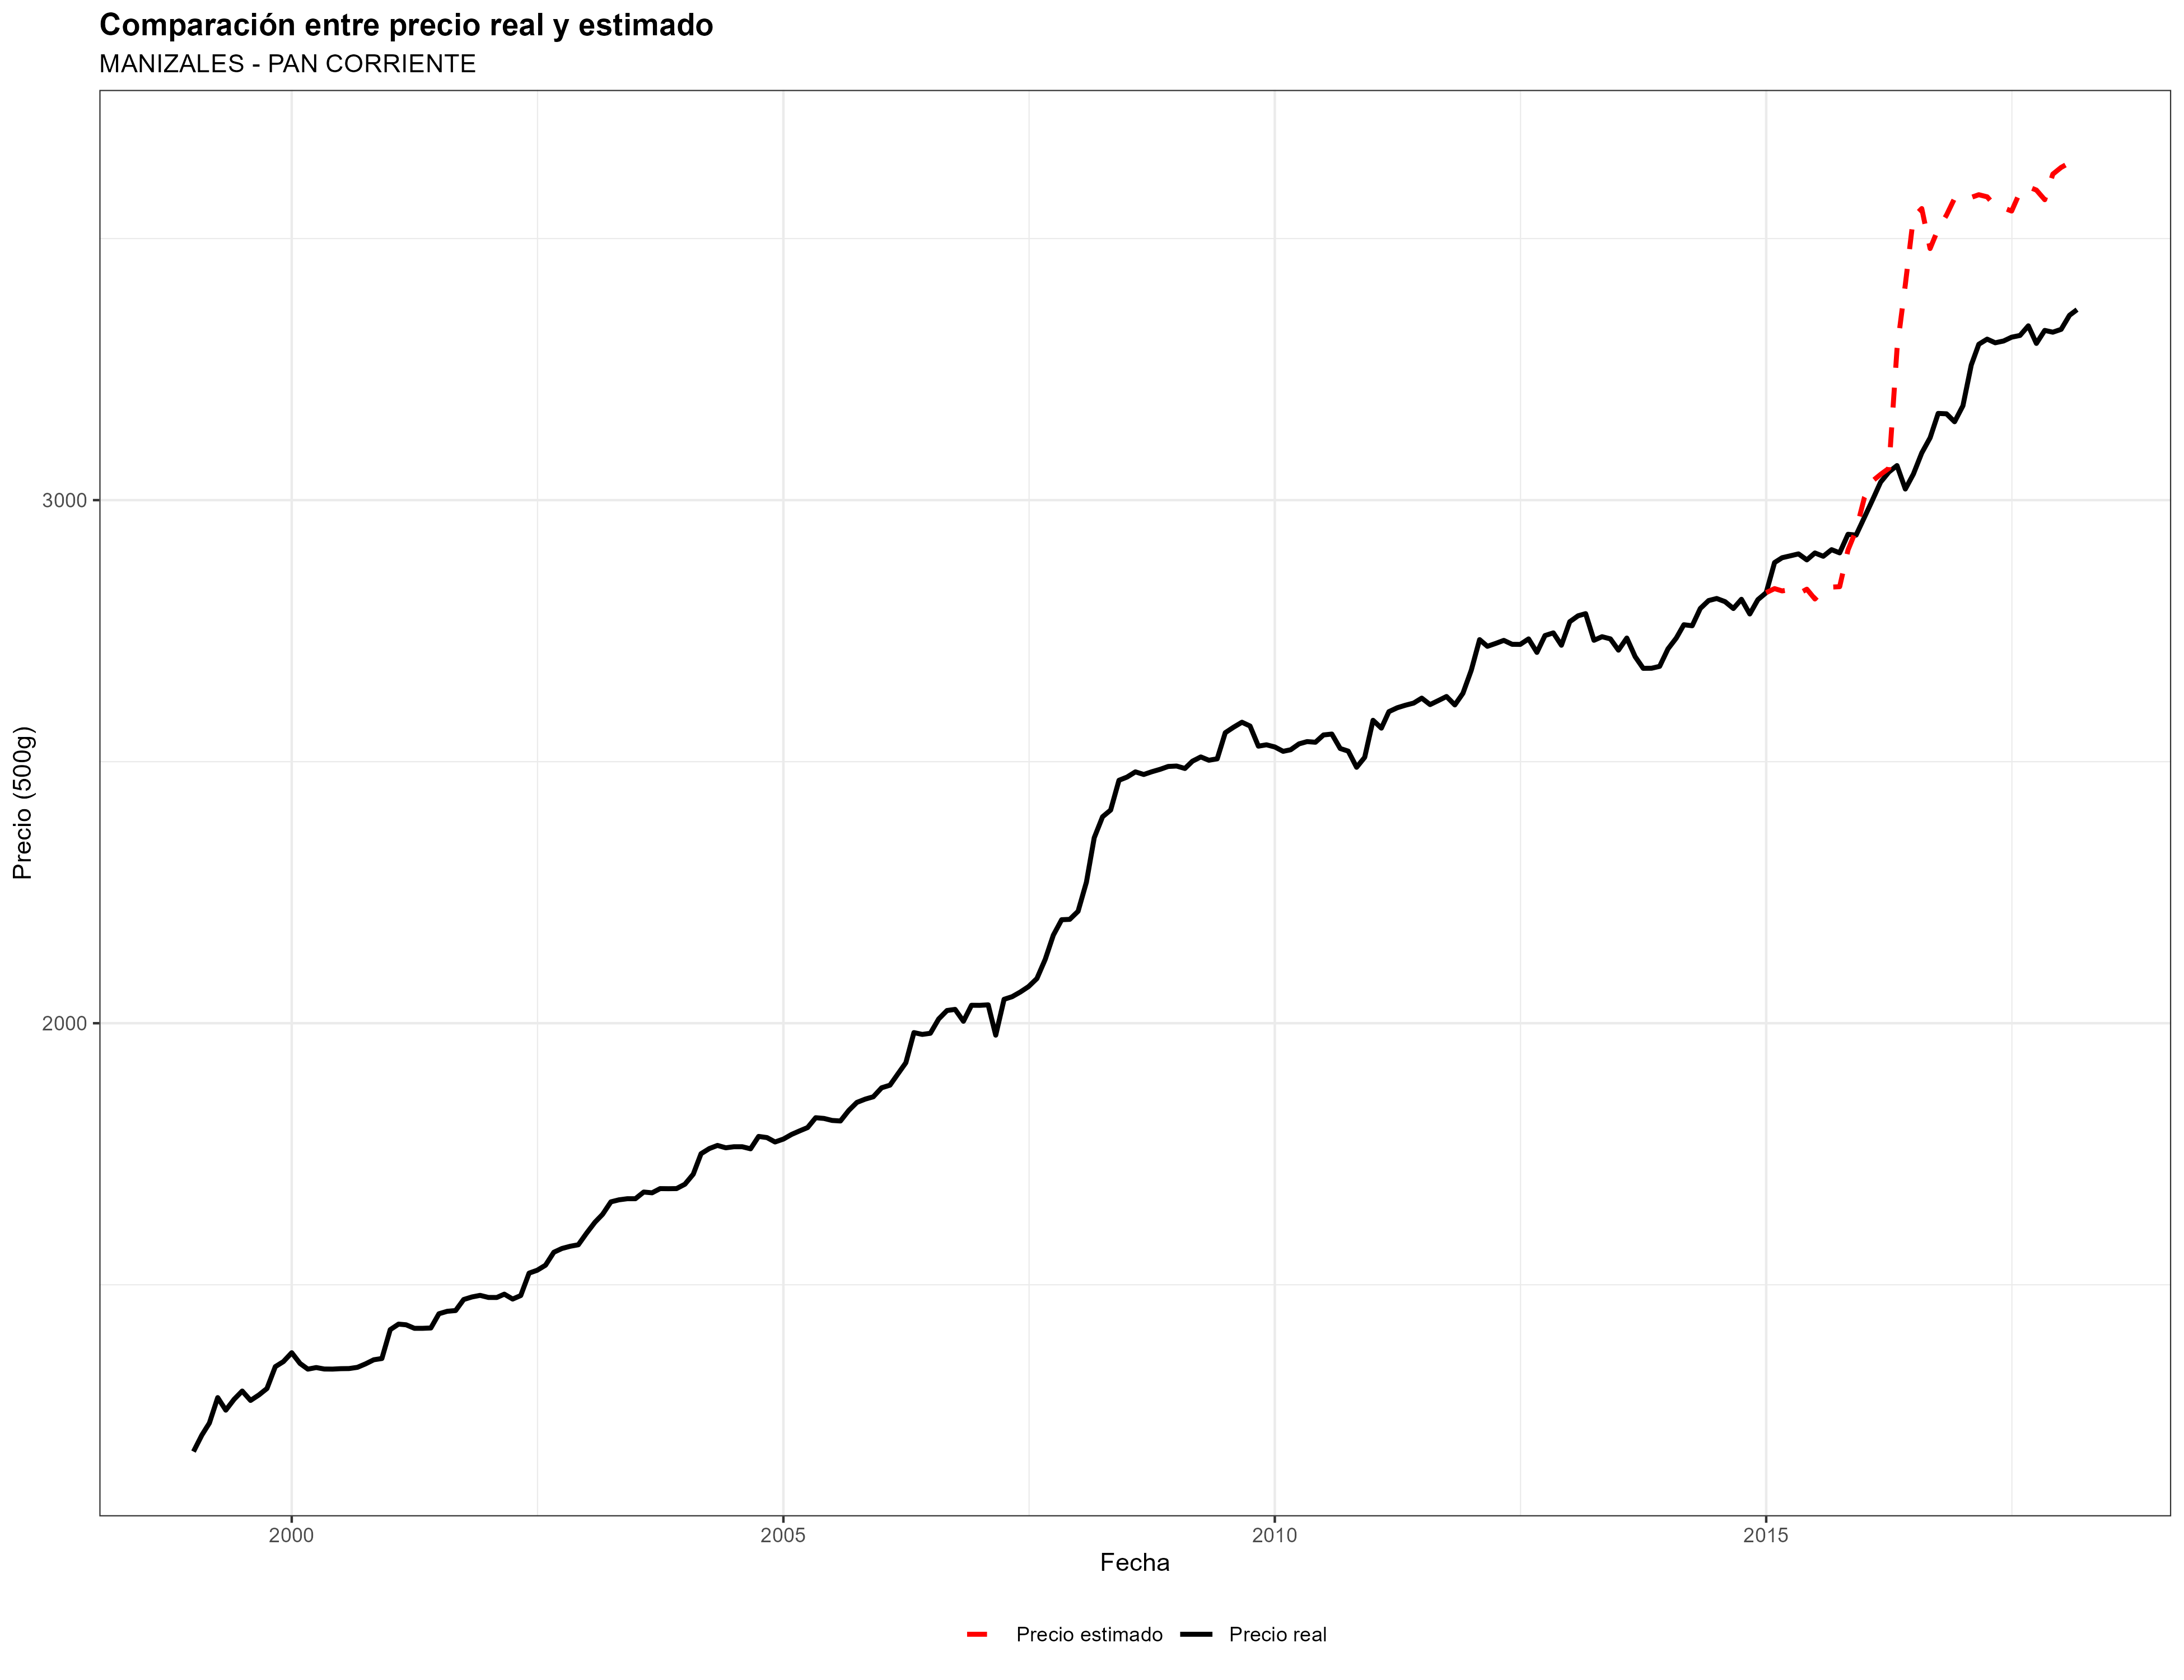 Comparación entre precio real y estimado
MANIZALES - PAN CORRIENTE
Precio (500g)
3000
2000
2000
2005
2010
2015
Fecha
Precio estimado
Precio real